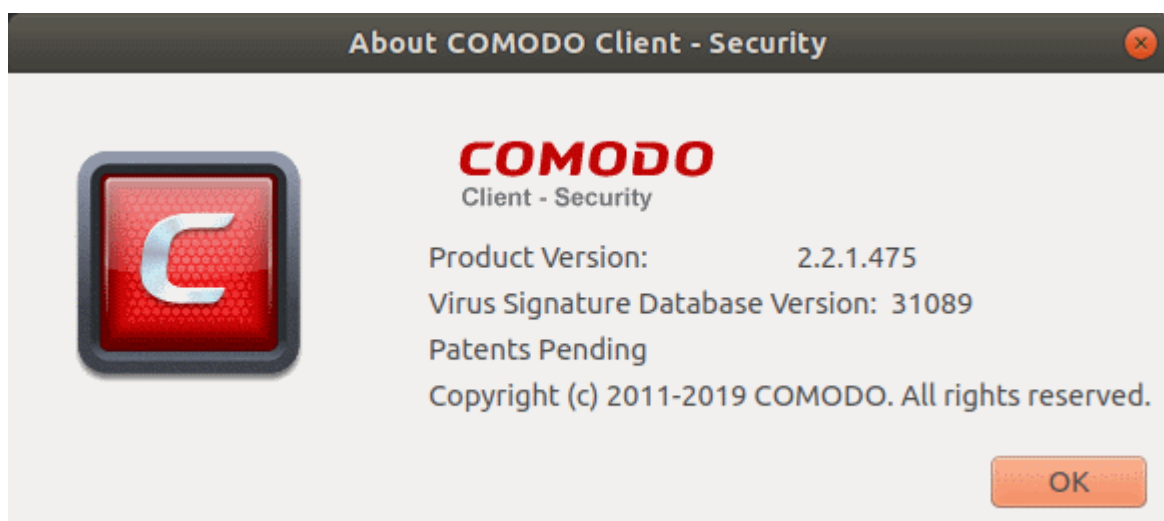 About COMODO Client - Security
COMODO
Client - Security
C
Product Version: 2.2.1.475
Virus Signature Database Version: 31089
Patents Pending
Copyright (c) 2011-2019 COMODO. All rights reserved.
OK